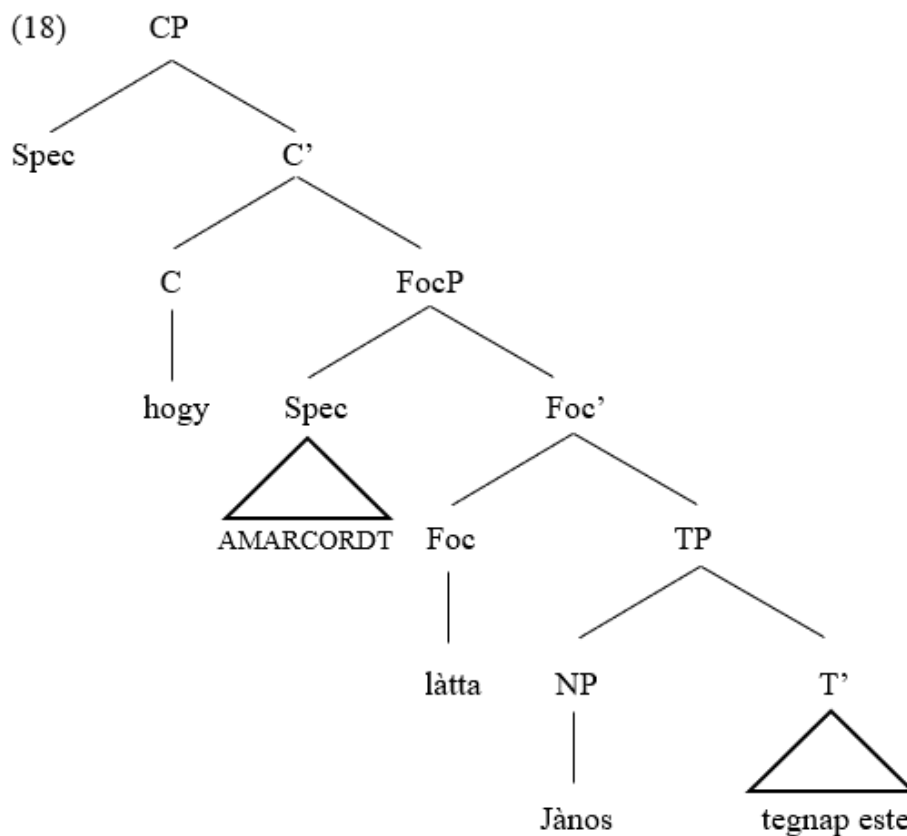 (18) CP
Spec C’
C FocP
hogy Spec Foc’
AMARCORDT Foc TP
làtta NP T’
Jànos tegnap este